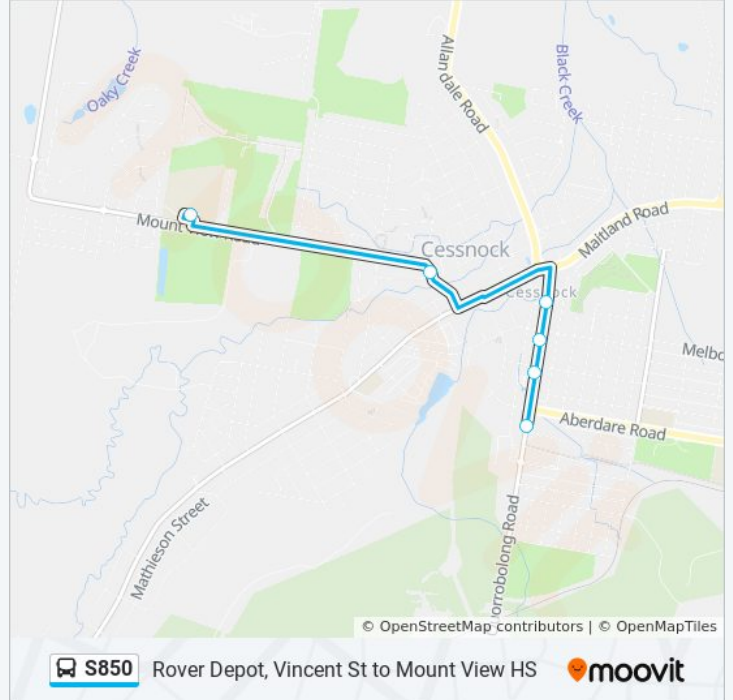 Oaky Creek
Allandale Road
Black Creek
Maitland Road
Mount
Cessnock
Cessnock
Melbo
Aberdare Road
Mathieson Street
orrobolong Road
© OpenStreetMap contributors | © OpenMapTiles
S850 Rover Depot, Vincent St to Mount View HS moovit